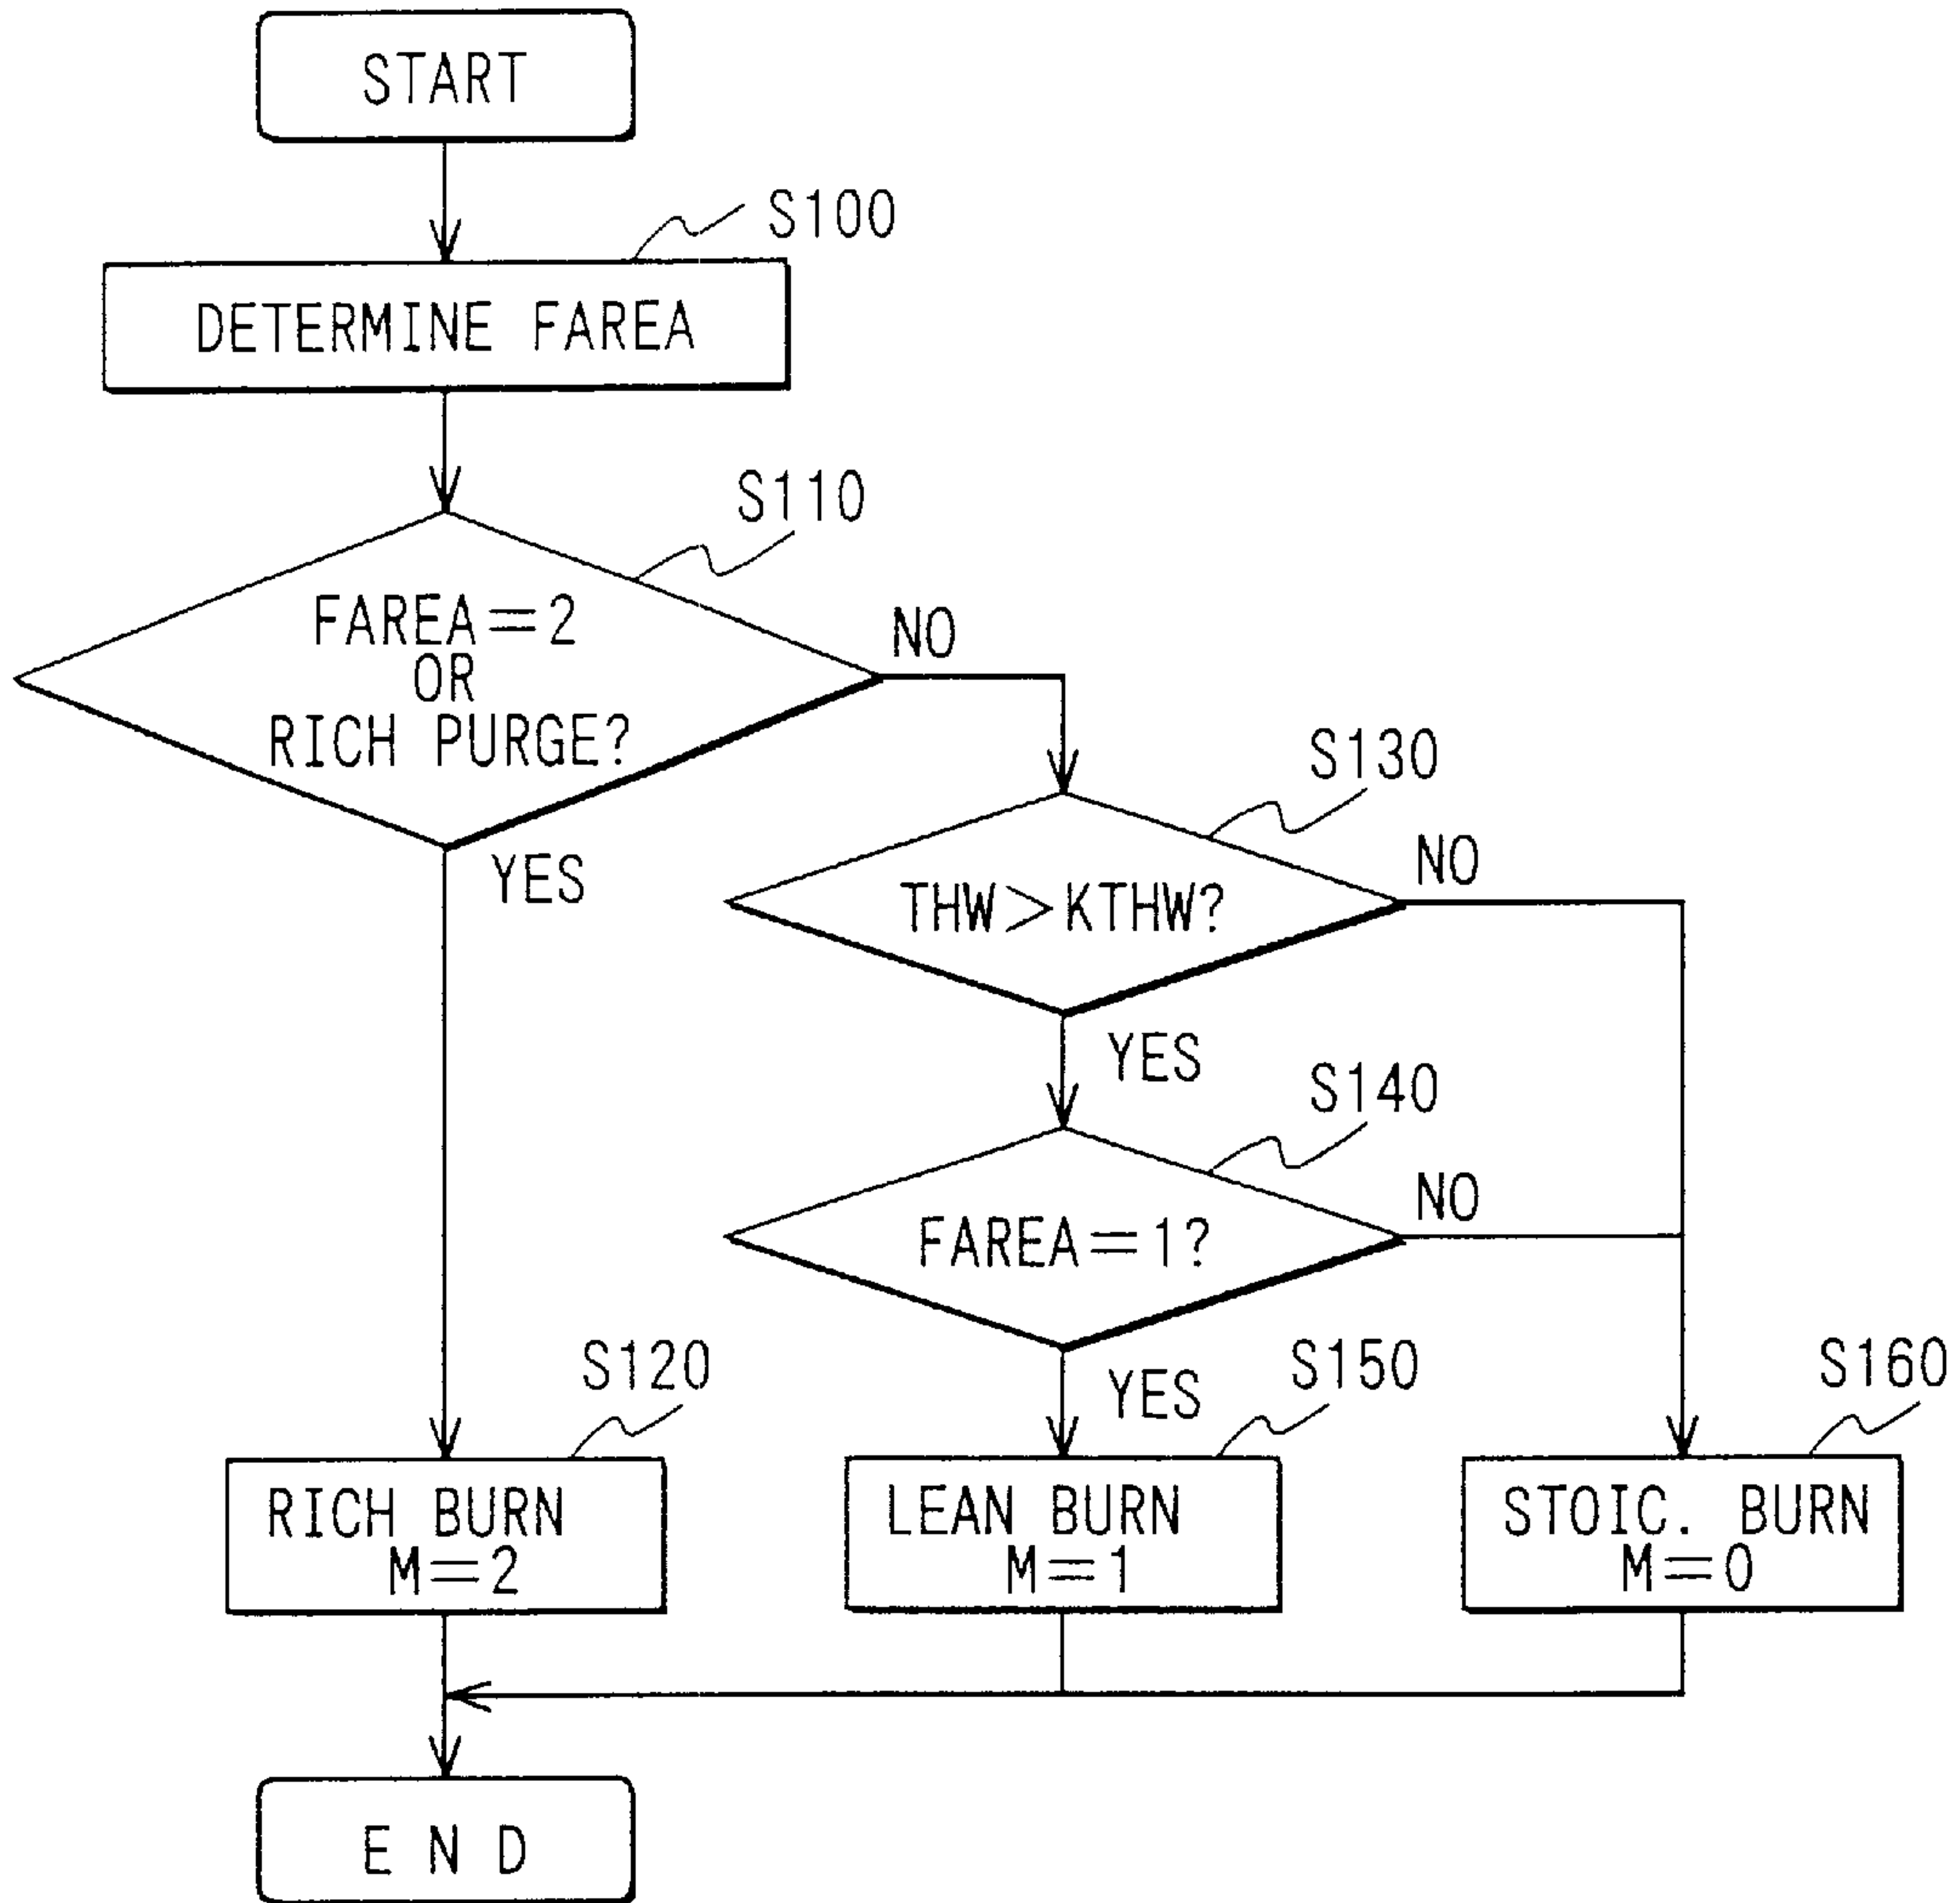 START
S100
DETERMINE FAREA
S110
FAREA=2
OR
RICH PURGE?
NO
YES
S130
THW>KTHW?
NO
YES
S140
FAREA=1?
NO
YES
S120
RICH BURN
M=2
S150
LEAN BURN
M=1
S160
STOIC. BURN
M=0
END